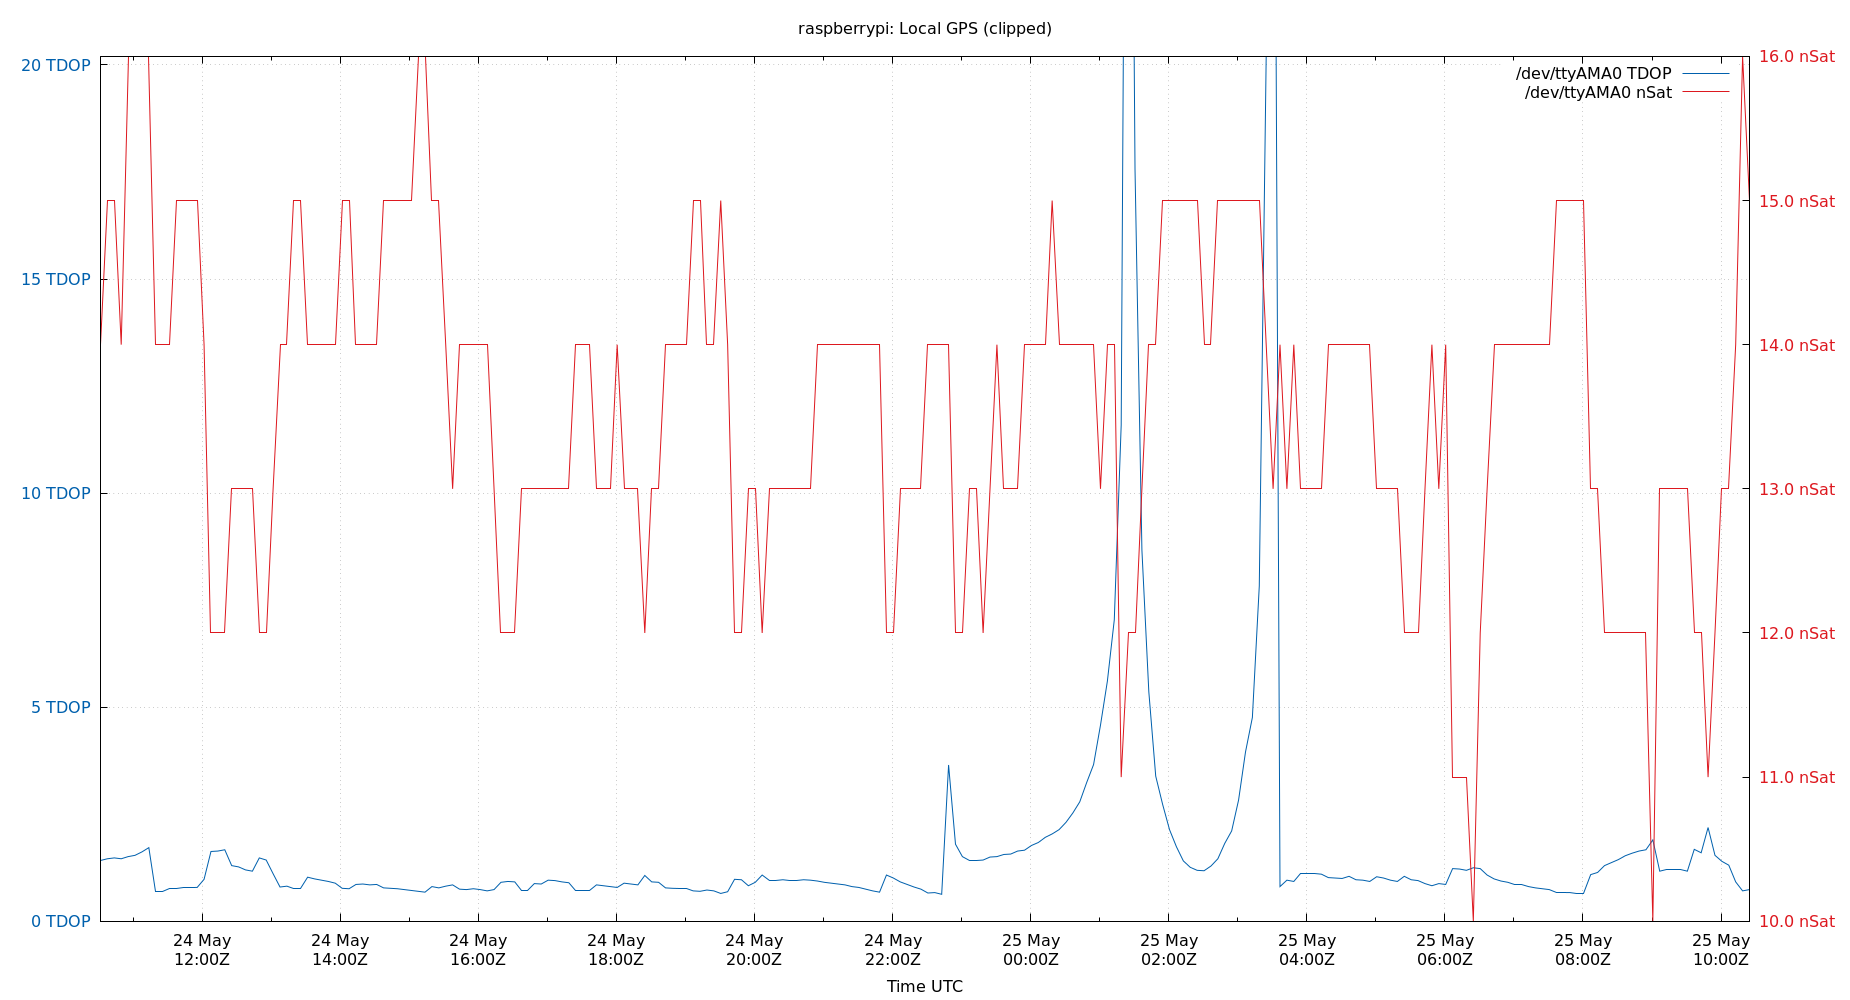 raspberrypi: Local GPS (clipped)
20 TDOP
15 TDOP
10 TDOP
5 TDOP
0 TDOP
/dev/ttyAMA0 TDOP
/dev/ttyAMA0 nSat
16.0 nSat
15.0 nSat
14.0 nSat
13.0 nSat
12.0 nSat
11.0 nSat
10.0 nSat
24 May 24 May 24 May 24 May 24 May 24 May 25 May 25 May 25 May 25 May 25 May 25 May
12:00Z 14:00Z 16:00Z 18:00Z 20:00Z 22:00Z 00:00Z 02:00Z 04:00Z 06:00Z 08:00Z 10:00Z
Time UTC